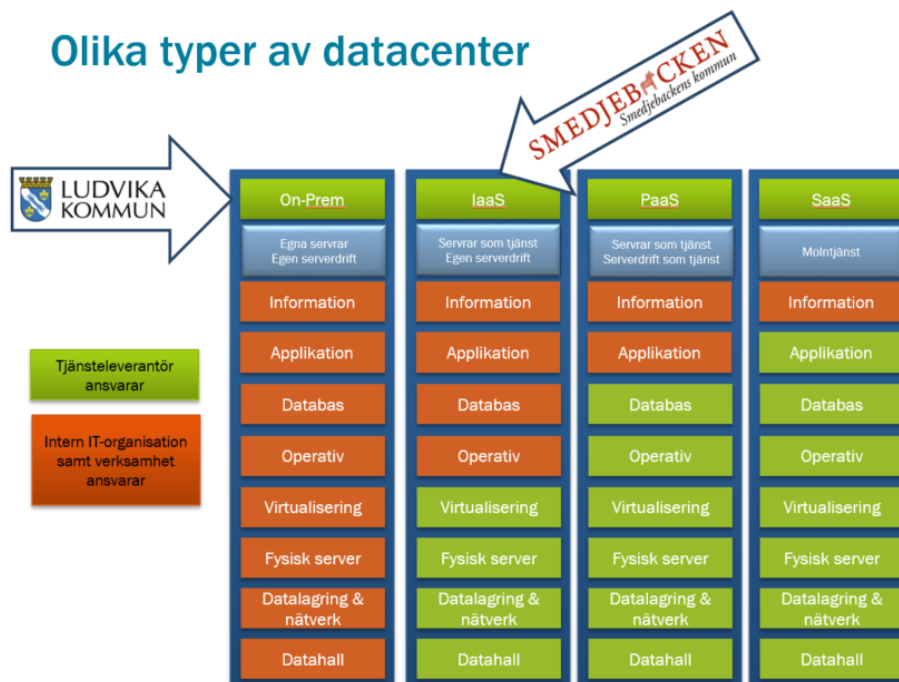 Olika typer av datacenter
SMEDJEBACKEN
Smedjebackens kommun
LUDVIKA
KOMMUN
On-Prem
Egna servrar
Egen serverdrift
Information
Applikation
Databas
Operativ
Virtualisering
Fysisk server
Datalagring &
nätverk
Datahall
IaaS
Servrar som tjänst
Egen serverdrift
Information
Applikation
Databas
Operativ
Virtualisering
Fysisk server
Datalagring &
nätverk
Datahall
PaaS
Servrar som tjänst
Serverdrift som tjänst
Information
Applikation
Databas
Operativ
Virtualisering
Fysisk server
Datalagring &
nätverk
Datahall
SaaS
Molntjänst
Information
Applikation
Databas
Operativ
Virtualisering
Fysisk server
Datalagring &
nätverk
Datahall
Tjänsteleverantör
ansvarar
Intern IT-organisation
samt verksamhet
ansvarar